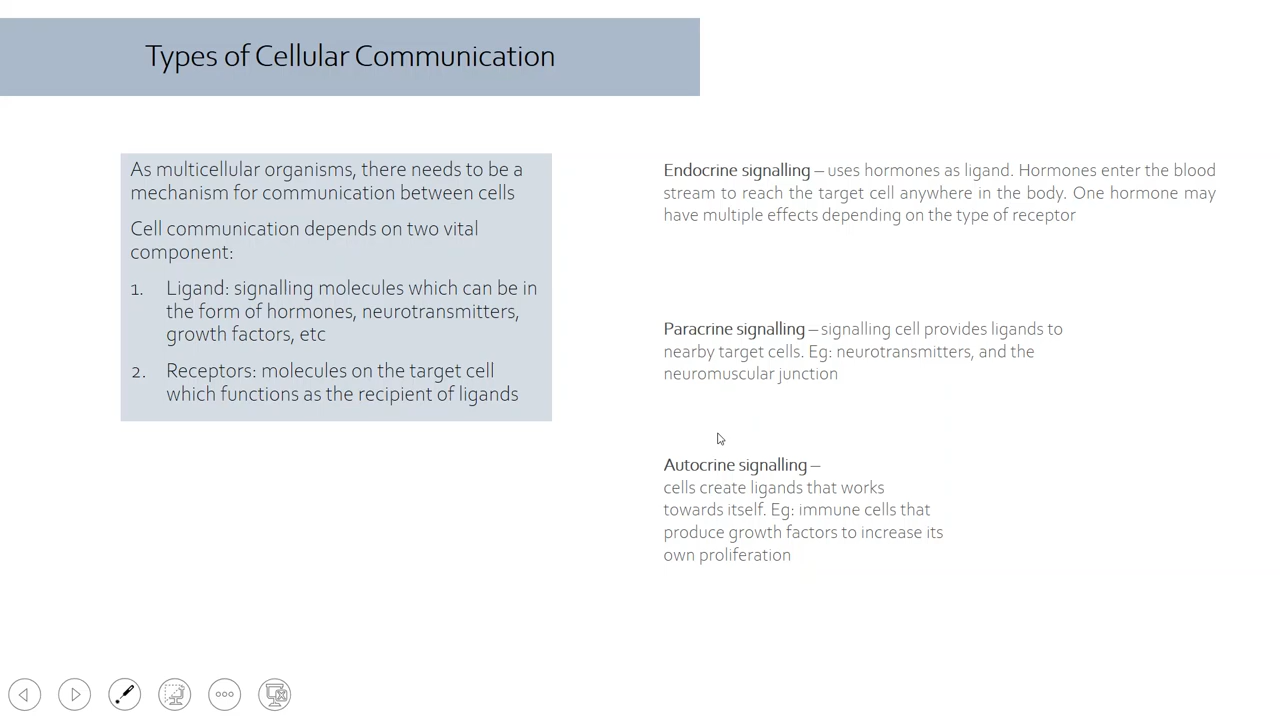 Types of Cellular Communication
As multicellular organisms, there needs to be a
mechanism for communication between cells
Cell communication depends on two vital
component:
1. Ligand: signalling molecules which can be in
the form of hormones, neurotransmitters,
growth factors, etc
2. Receptors: molecules on the target cell
which functions as the recipient of ligands
Endocrine signalling – uses hormones as ligand. Hormones enter the blood
stream to reach the target cell anywhere in the body. One hormone may
have multiple effects depending on the type of receptor
Paracrine signalling – signalling cell provides ligands to
nearby target cells. Eg: neurotransmitters, and the
neuromuscular junction
Autocrine signalling –
cells create ligands that works
towards itself. Eg: immune cells that
produce growth factors to increase its
own proliferation